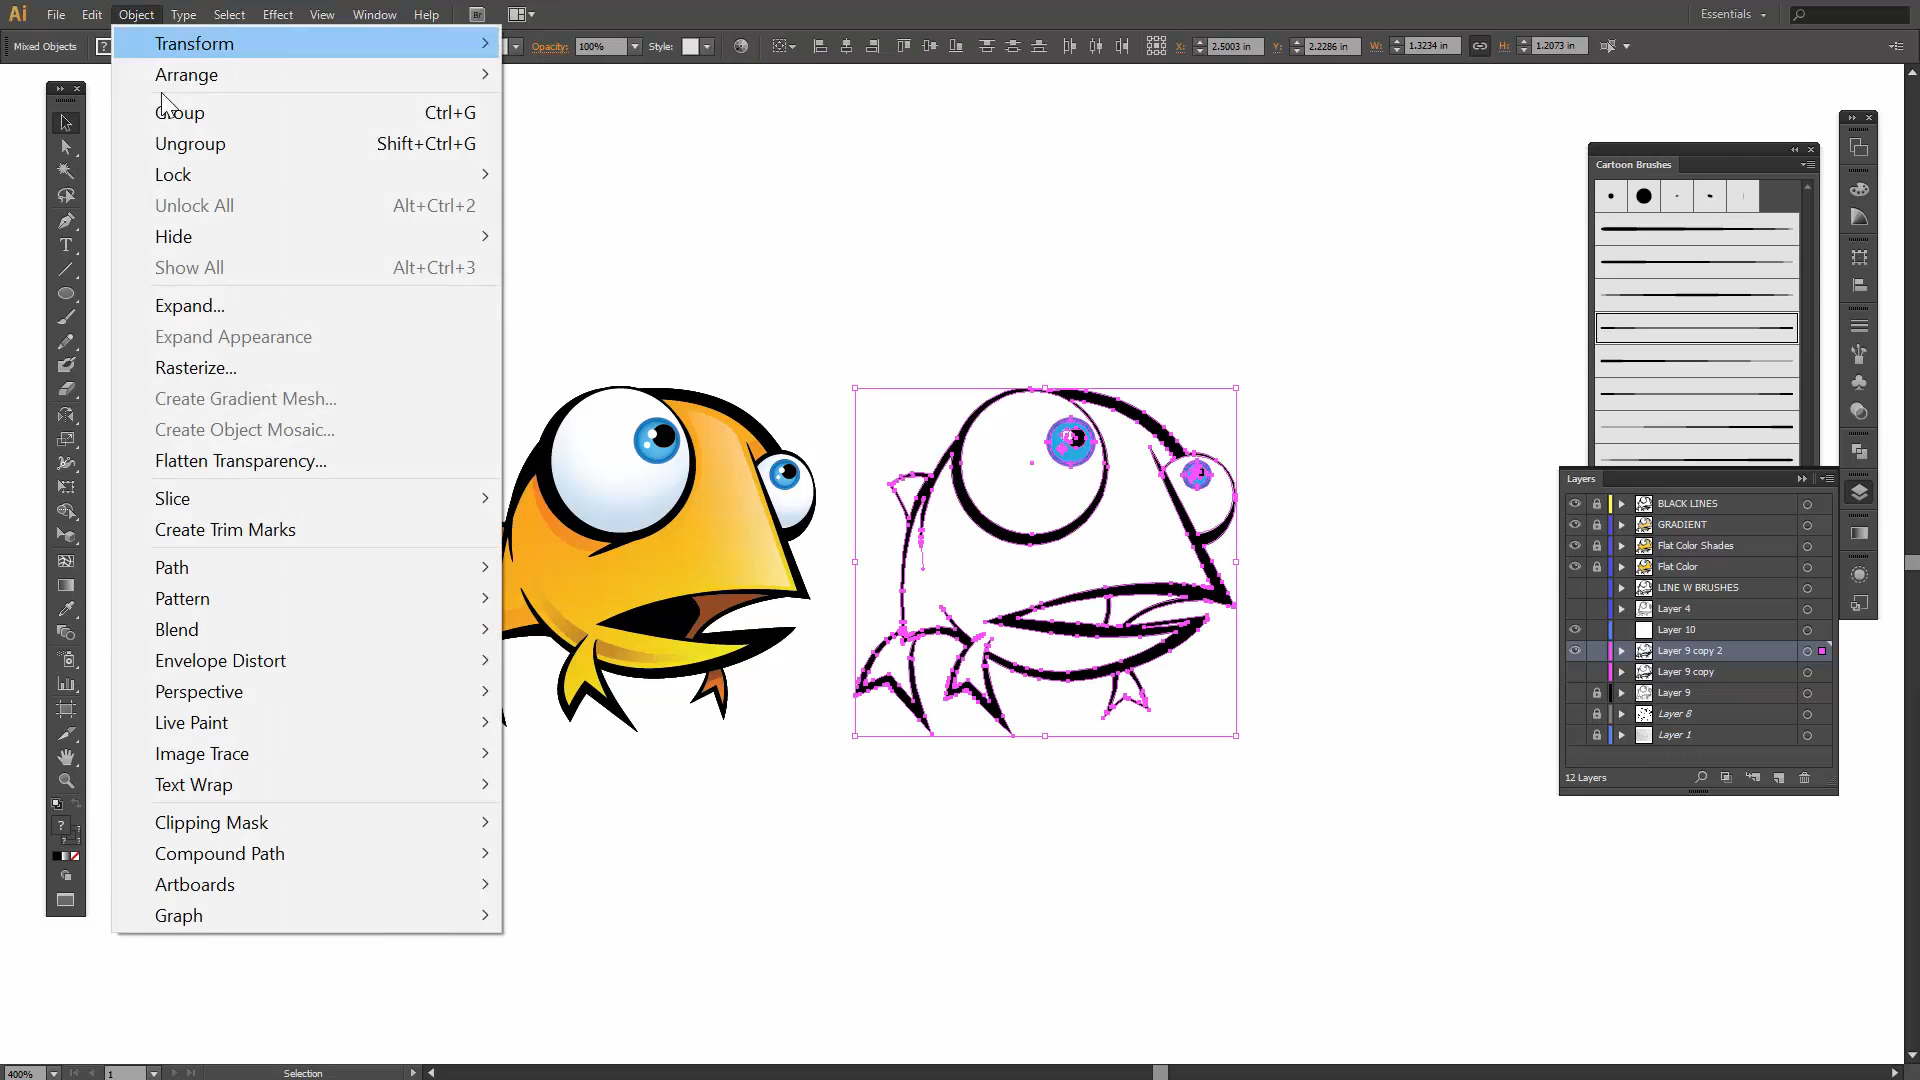 Ai File Edit Object Type Select Effect View Window Help Br Essentials
Mixed Objects ? Opacity: 100% Style: X: 2.5003 in Y: 2.2286 in W: 1.3234 in H: 1.2073 in
Transform
Arrange
Group Ctrl+G
Ungroup Shift+Ctrl+G
Lock
Unlock All Alt+Ctrl+2
Hide
Show All Alt+Ctrl+3
Expand...
Expand Appearance
Rasterize...
Create Gradient Mesh...
Create Object Mosaic...
Flatten Transparency...
Slice
Create Trim Marks
Path
Pattern
Blend
Envelope Distort
Perspective
Live Paint
Image Trace
Text Wrap
Clipping Mask
Compound Path
Artboards
Graph
Cartoon Brushes
Layers
BLACK LINES
GRADIENT
Flat Color Shades
Flat Color
LINE W BRUSHES
Layer 4
Layer 10
Layer 9 copy 2
Layer 9 copy
Layer 9
Layer 8
Layer 1
12 Layers
T
?
400% 1 Selection